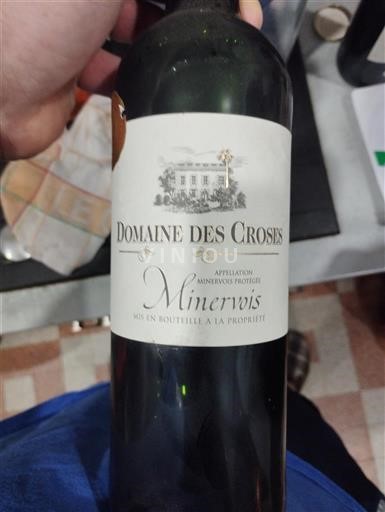 DOMAINE DES CROSES
VINIOU
APPELLATION
MINERVOIS PROTÉGÉE
Minervois
MIS EN BOUTEILLE A LA PROPRIÉTÉ